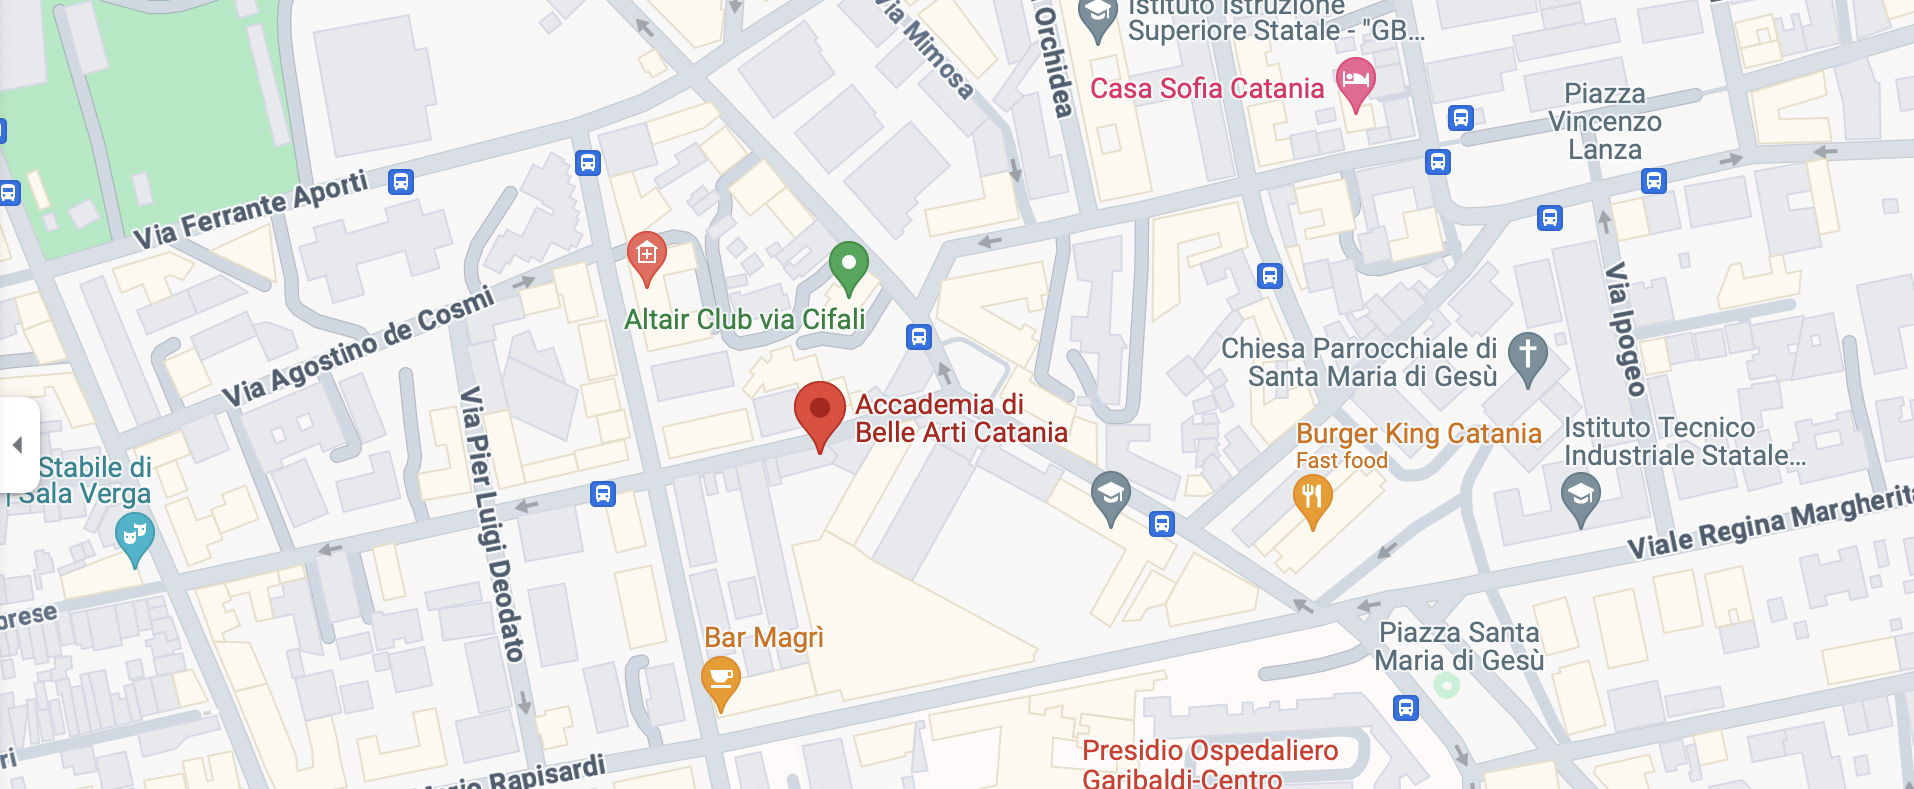 Istituto Istruzione
Superiore Statale - "GB...
Via Mimosa
Orchidea
Casa Sofia Catania
Piazza
Vincenzo
Lanza
Via Ferrante Aporti
Altair Club via Cifali
Via Agostino de Cosmi
Via Ipogeo
Chiesa Parrocchiale di
Santa Maria di Gesù
Accademia di
Belle Arti Catania
Burger King Catania
Fast food
Istituto Tecnico
Industriale Statale...
Stabile di
Sala Verga
Via Pier Luigi Deodato
Viale Regina Margherita
Bar Magrì
Piazza Santa
Maria di Gesù
Rapisardi
Presidio Ospedaliero
Garibaldi-Centro